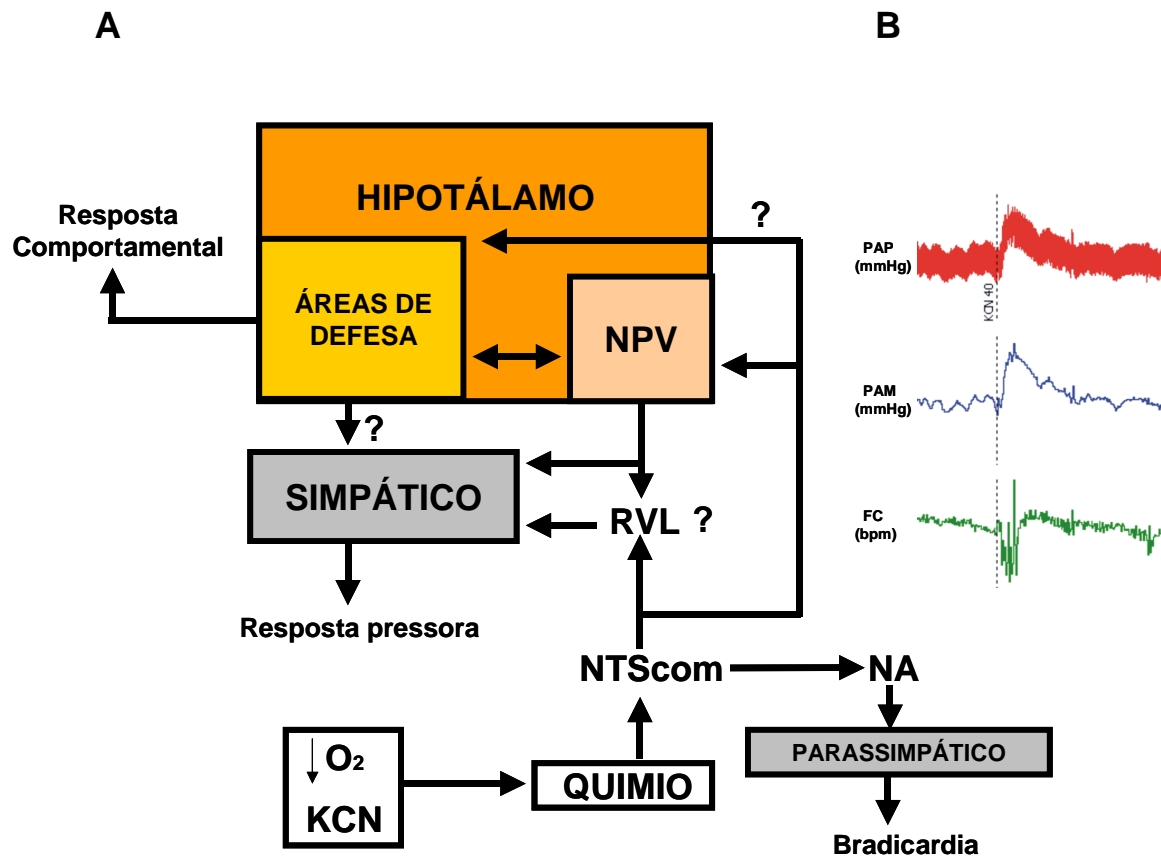 A
B
HIPOTÁLAMO
?
Resposta
Comportamental
ÁREAS DE
DEFESA
NPV
?
SIMPÁTICO
RVL ?
Resposta pressora
NTScom
NA
↓ O2
KCN
QUIMIO
PARASSIMPÁTICO
Bradicardia
PAP
(mmHg)
KCN 40
PAM
(mmHg)
FC
(bpm)